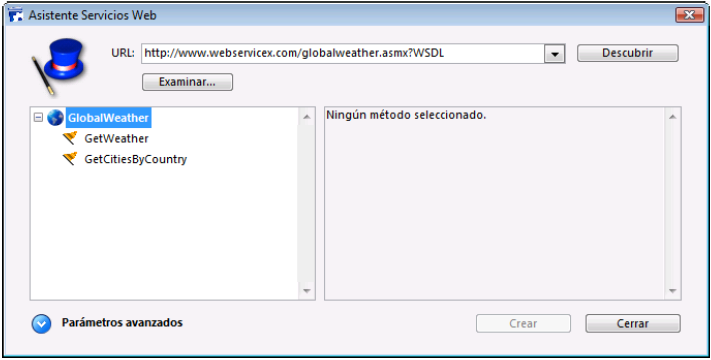 Asistente Servicios Web
URL: http://www.webservicex.com/globalweather.asmx?WSDL Descubrir
Examinar...
GlobalWeather Ningún método seleccionado.
GetWeather
GetCitiesByCountry
Parámetros avanzados Crear Cerrar